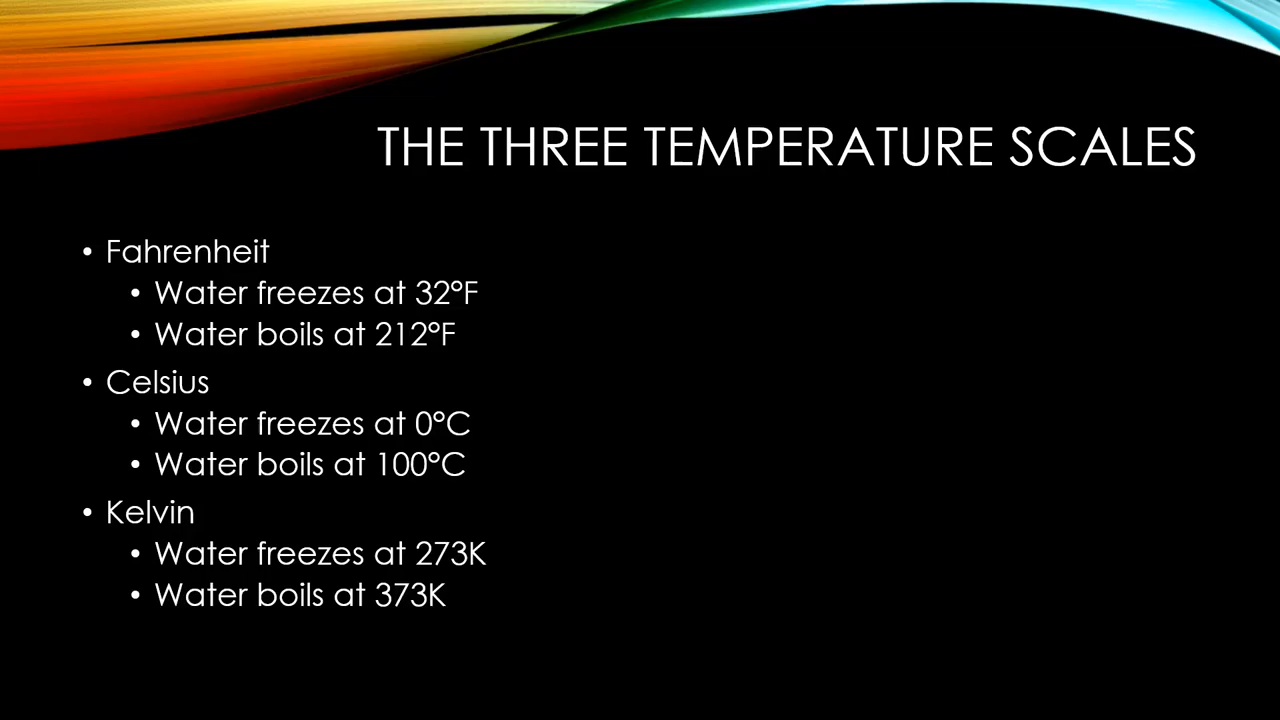 THE THREE TEMPERATURE SCALES
• Fahrenheit
• Water freezes at 32°F
• Water boils at 212°F
• Celsius
• Water freezes at 0°C
• Water boils at 100°C
• Kelvin
• Water freezes at 273K
• Water boils at 373K